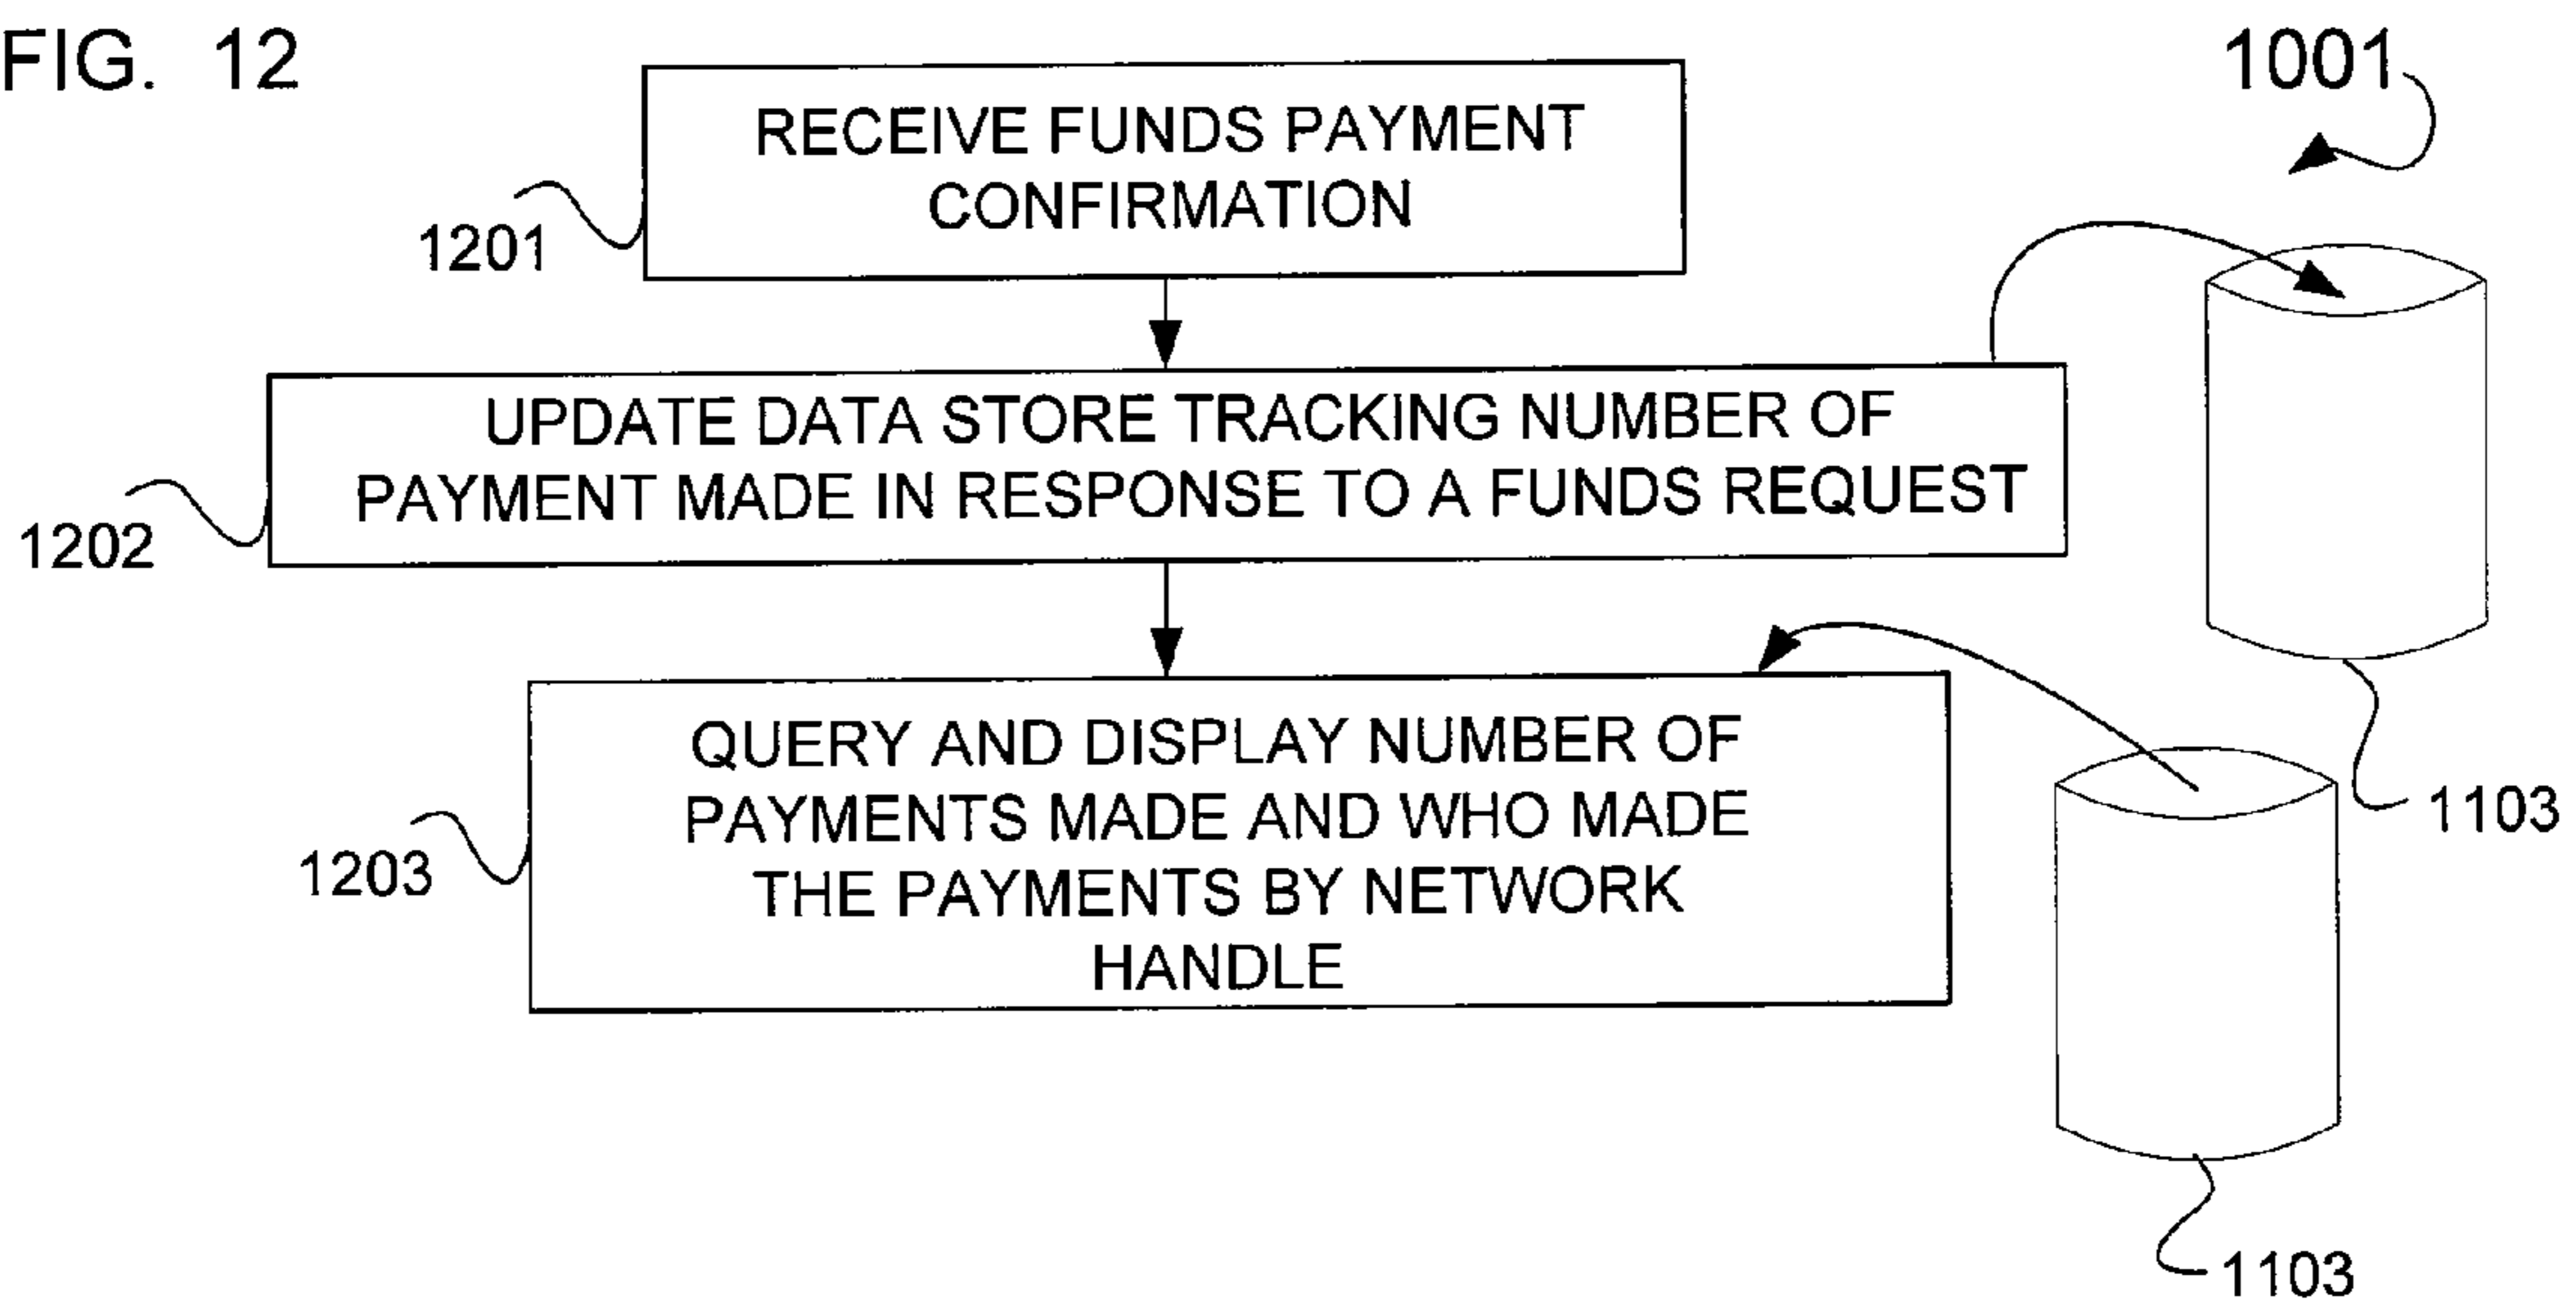 FIG. 12
1001
RECEIVE FUNDS PAYMENT
CONFIRMATION
1201
UPDATE DATA STORE TRACKING NUMBER OF
PAYMENT MADE IN RESPONSE TO A FUNDS REQUEST
1202
QUERY AND DISPLAY NUMBER OF
PAYMENTS MADE AND WHO MADE
THE PAYMENTS BY NETWORK
HANDLE
1203
1103
1103